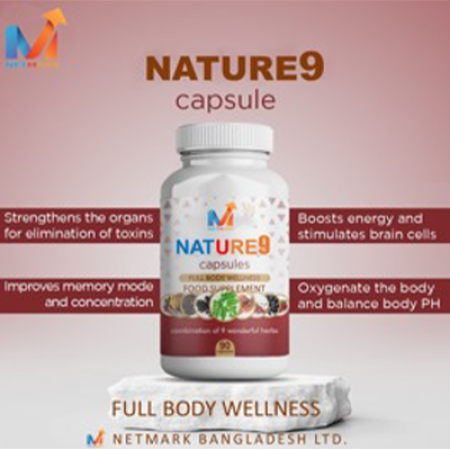 NETMARK
NATURE9
capsule
NATURE9
capsules
FULL BODY WELLNESS
FOOD SUPPLEMENT
combination of 9 wonderful herbs
90
Strengthens the organs
for elimination of toxins
Boosts energy and
stimulates brain cells
Improves memory mode
and concentration
Oxygenate the body
and balance body PH
FULL BODY WELLNESS
NETMARK BANGLADESH LTD.